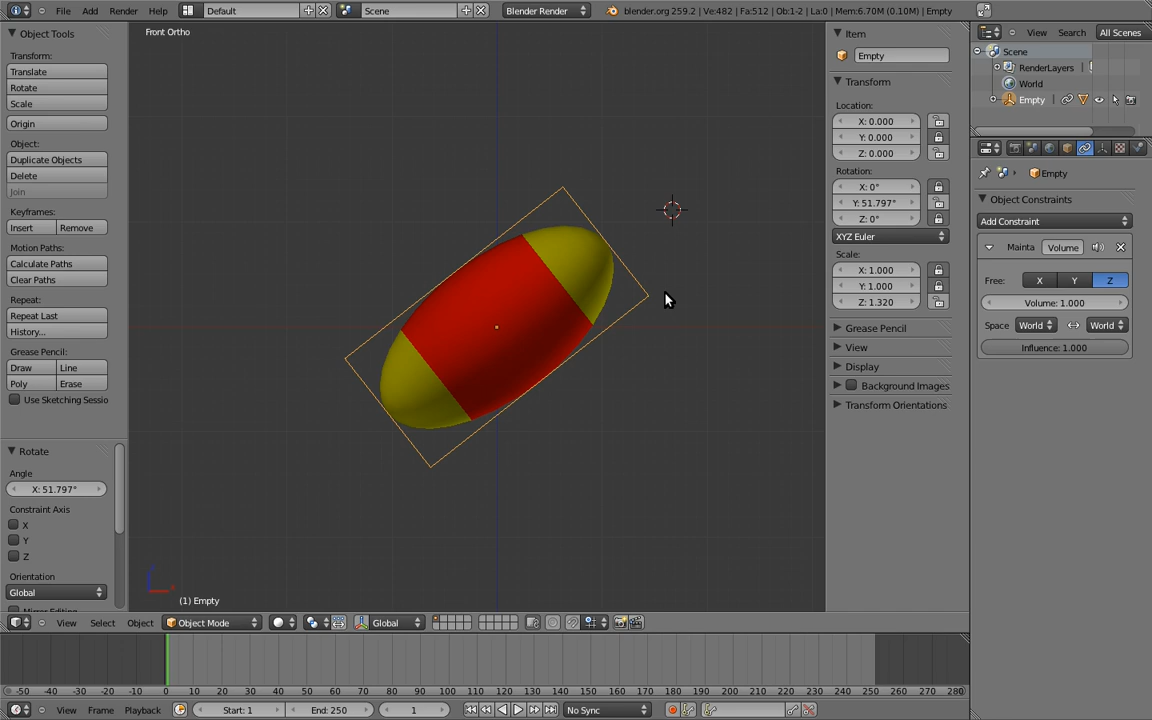 File Add Render Help Default Scene Blender Render blender.org 259.2 | Ve:482 | Fa:512 | Ob:1-2 | La:0 | Mem:6.70M (0.10M) | Empty
Object Tools
Transform:
Translate
Rotate
Scale
Origin
Object:
Duplicate Objects
Delete
Join
Keyframes:
Insert Remove
Motion Paths:
Calculate Paths
Clear Paths
Repeat:
Repeat Last
History...
Grease Pencil:
Draw Line
Poly Erase
Use Sketching Sessio
Rotate
Angle
X: 51.797°
Constraint Axis
X
Y
Z
Orientation
Global
Front Ortho
(1) Empty
Item
Empty
Transform
Location:
X: 0.000
Y: 0.000
Z: 0.000
Rotation:
X: 0°
Y: 51.797°
Z: 0°
XYZ Euler
Scale:
X: 1.000
Y: 1.000
Z: 1.320
Grease Pencil
View
Display
Background Images
Transform Orientations
View Search All Scenes
Scene
RenderLayers |
World
Empty |
Empty
Object Constraints
Add Constraint
Mainta Volume
Free: X Y Z
Volume: 1.000
Space World World
Influence: 1.000
View Select Object Object Mode Global
-50 -40 -30 -20 -10 0 10 20 30 40 50 60 70 80 90 100 110 120 130 140 150 160 170 180 190 200 210 220 230 240 250 260 270 280
View Frame Playback Start: 1 End: 250 1 No Sync